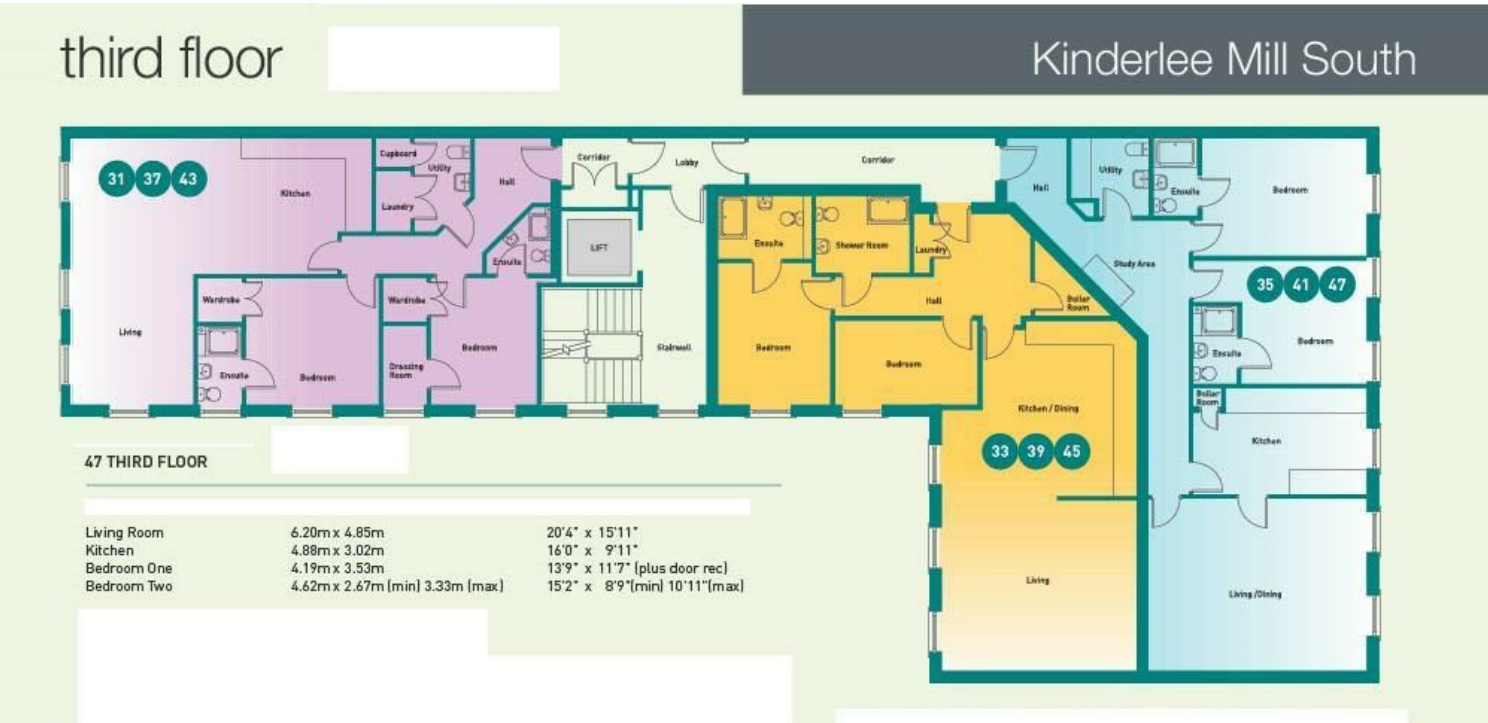 third floor
Kinderlee Mill South
31 37 43
Kitchen
Cupboard
Utility
Laundry
Hall
Ensuite
Wardrobe
Wardrobe
Living
Ensuite
Bedroom
Dressing
Room
Bedroom
Corridor
Lobby
Corridor
LIFT
Stairwell
Ensuite
Shower Room
Laundry
Hall
Boiler
Room
Bedroom
Bedroom
Kitchen / Dining
33 39 45
Living
Hall
Utility
Ensuite
Bedroom
Study Area
35 41 47
Ensuite
Bedroom
Boiler
Room
Kitchen
Living /Dining
47 THIRD FLOOR
Living Room 6.20m x 4.85m 20'4" x 15'11"
Kitchen 4.88m x 3.02m 16'0" x 9'11"
Bedroom One 4.19m x 3.53m 13'9" x 11'7" (plus door rec)
Bedroom Two 4.62m x 2.67m (min) 3.33m (max) 15'2" x 8'9"(min) 10'11"(max)